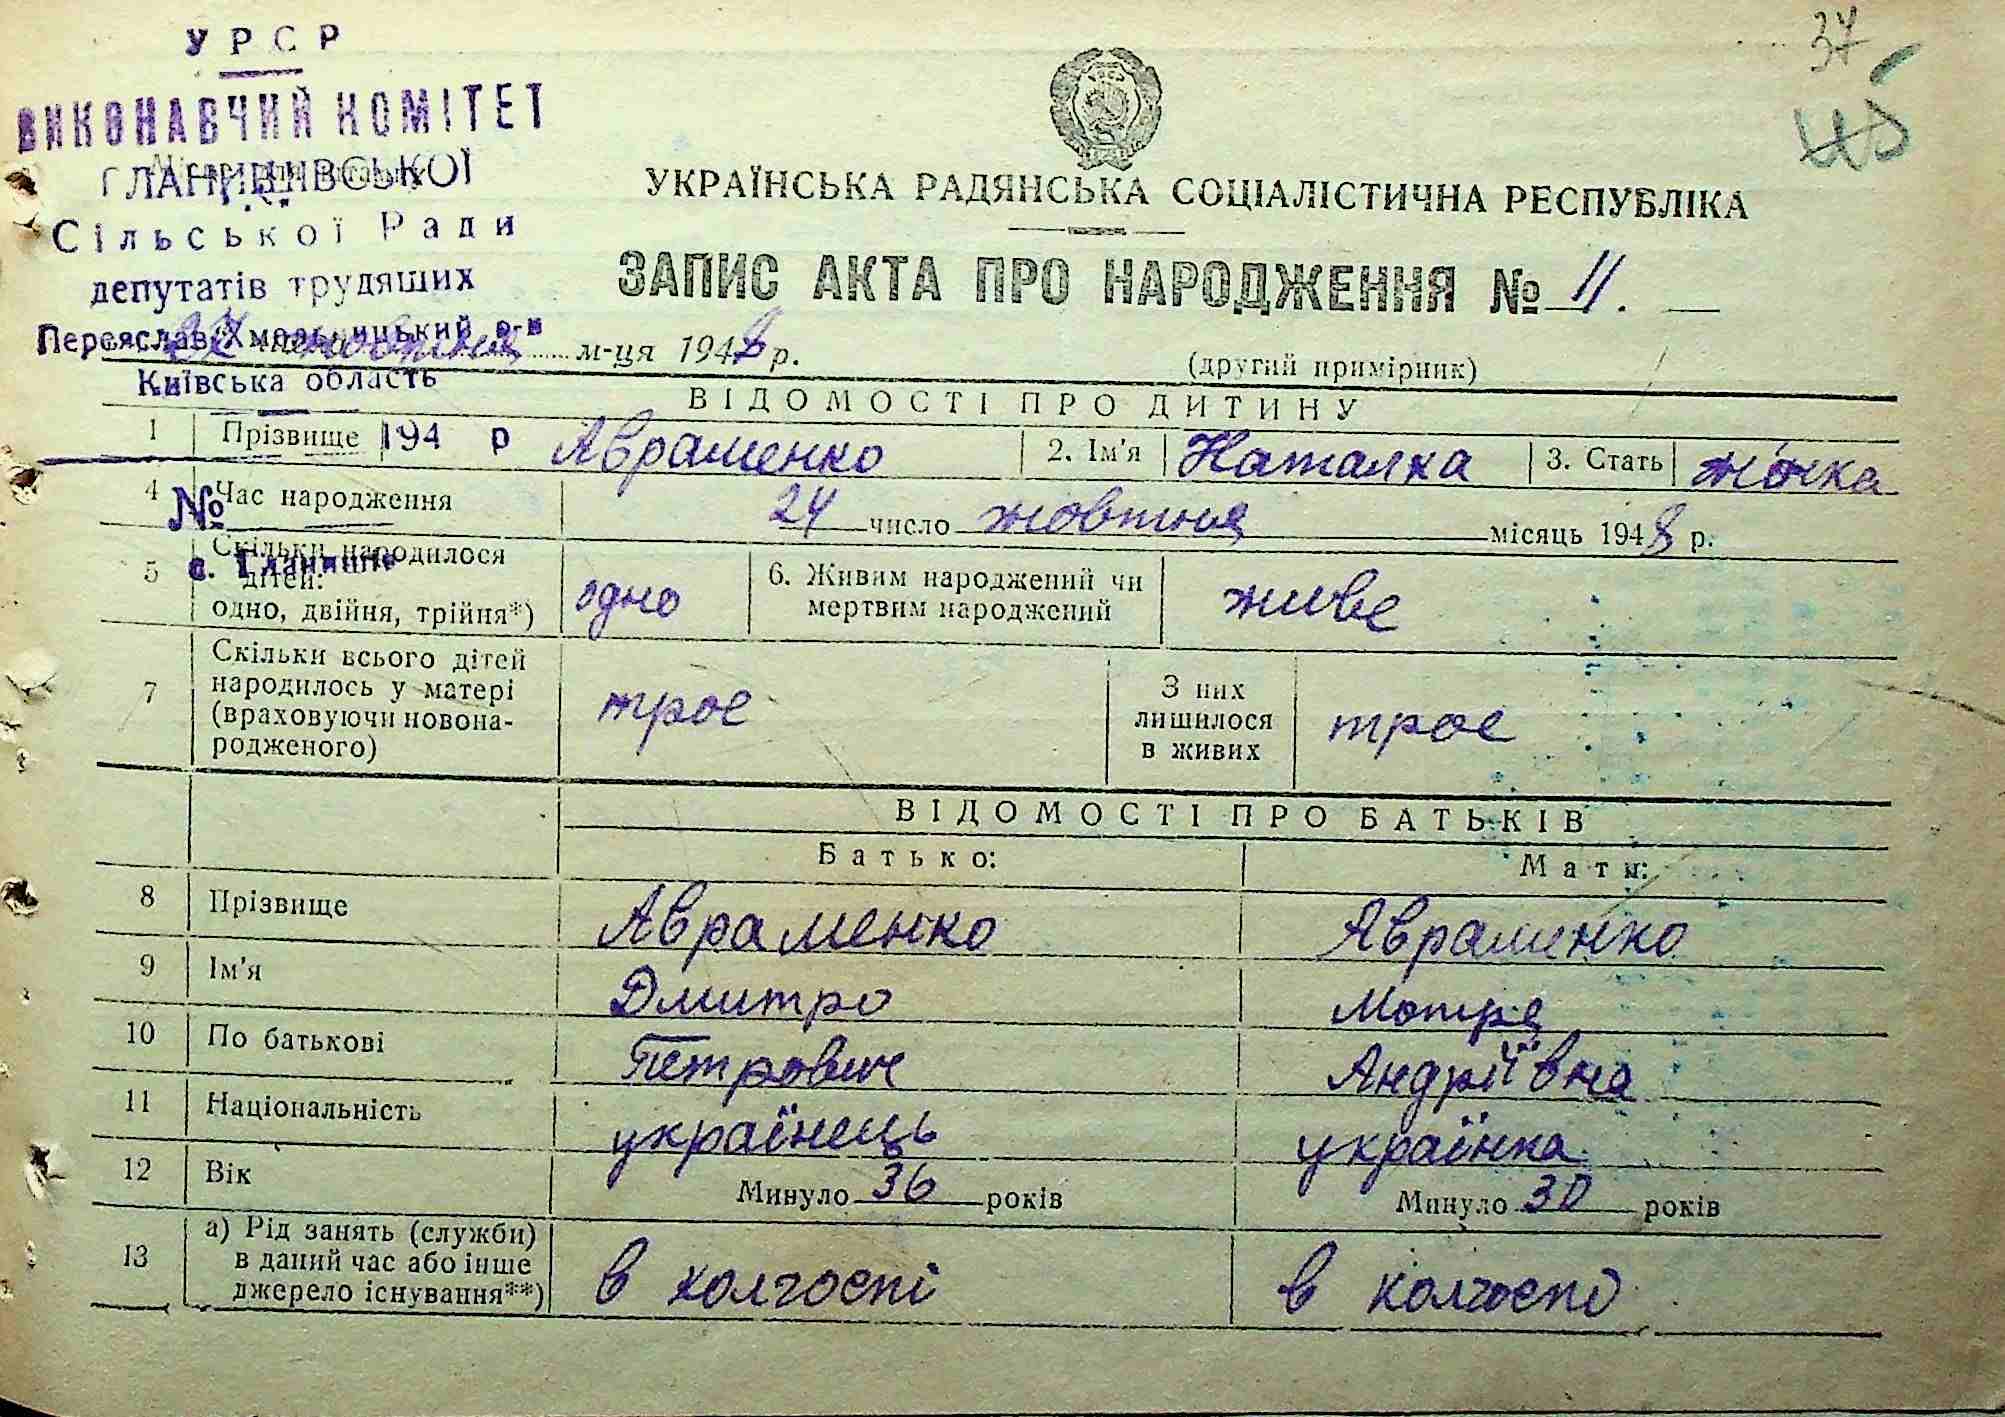 37
У Р С Р
ВИКОНАВЧИЙ КОМІТЕТ
ГЛАНИШІВСЬКОЇ
Сільської Ради
депутатів трудящих
Переяслав-Хмельницький р-н
Київська область
194 р
№
с. Гланишів
УКРАЇНСЬКА РАДЯНСЬКА СОЦІАЛІСТИЧНА РЕСПУБЛІКА
ЗАПИС АКТА ПРО НАРОДЖЕННЯ № 11.
жовтня м-ця 1948 р.
(другий примірник)
ВІДОМОСТІ ПРО ДИТИНУ
1 Прізвище Авраменко 2. Ім'я Наталка 3. Стать жінка
4 Час народження 24 число жовтня місяць 1948 р.
5 Скільки народилося
дітей:
одно, двійня, трійня*) одно
6. Живим народжений чи
мертвим народжений живе
7 Скільки всього дітей
народилось у матері
(враховуючи новона-
родженого) троє
З них
лишилося
в живих троє
ВІДОМОСТІ ПРО БАТЬКІВ
Батько: Мати:
8 Прізвище Авраменко Авраменко
9 Ім'я Дмитро Мотря
10 По батькові Петрович Андріївна
11 Національність українець українка
12 Вік Минуло 36 років Минуло 30 років
13 а) Рід занять (служби)
в даний час або інше
джерело існування**) в колгоспі в колгоспі